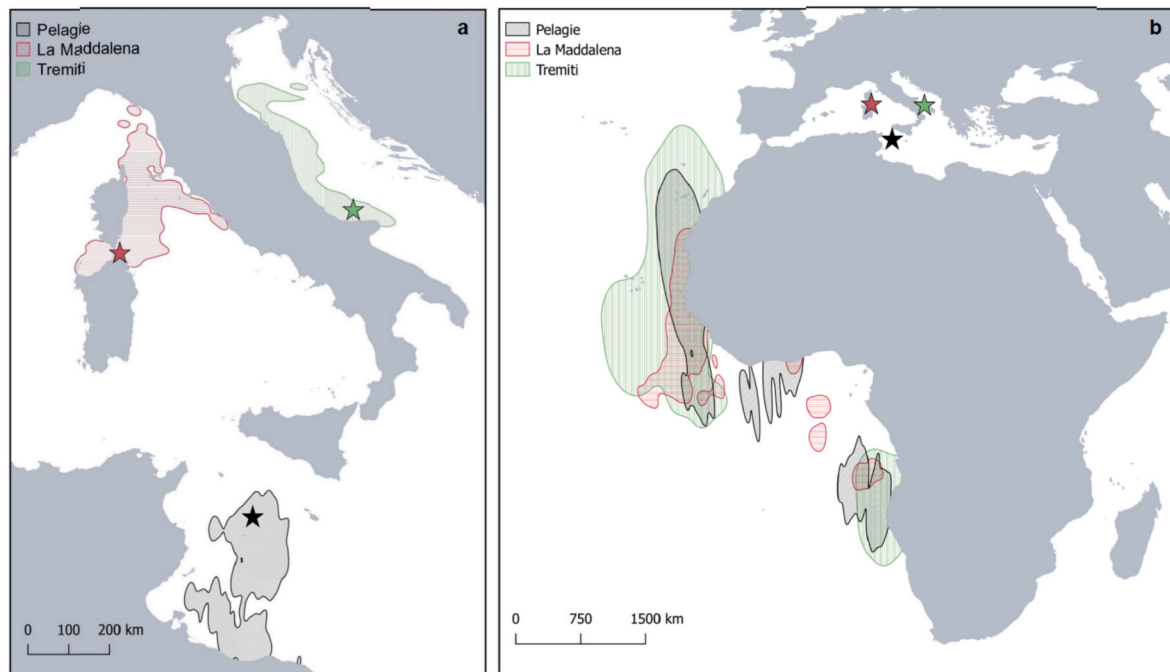 Pelagie
La Maddalena
Tremiti
a
0 100 200 km
Pelagie
La Maddalena
Tremiti
b
0 750 1500 km